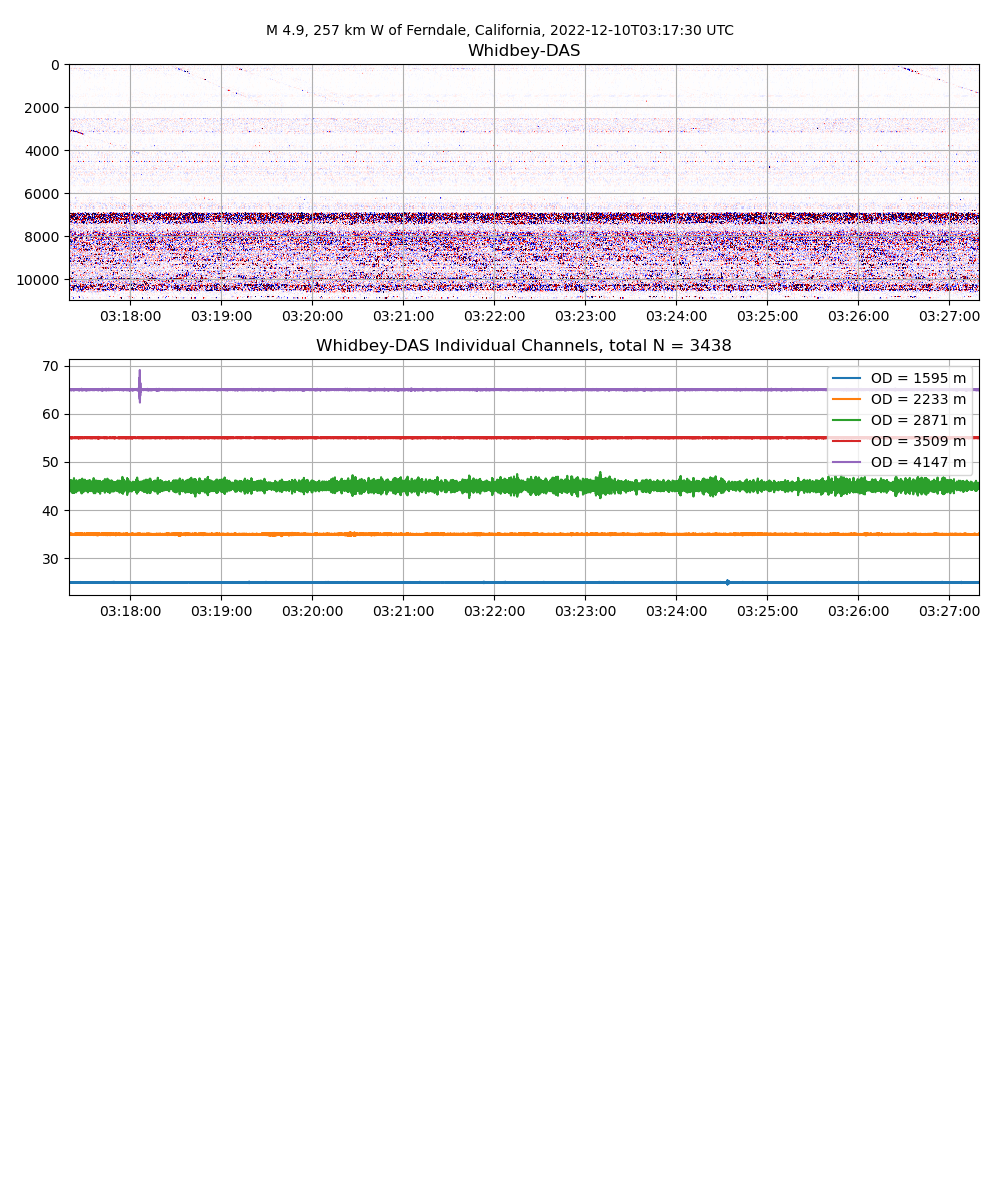 M 4.9, 257 km W of Ferndale, California, 2022-12-10T03:17:30 UTC
Whidbey-DAS
0
2000
4000
6000
8000
10000
03:18:00 03:19:00 03:20:00 03:21:00 03:22:00 03:23:00 03:24:00 03:25:00 03:26:00 03:27:00
Whidbey-DAS Individual Channels, total N = 3438
70
60
50
40
30
OD = 1595 m
OD = 2233 m
OD = 2871 m
OD = 3509 m
OD = 4147 m
03:18:00 03:19:00 03:20:00 03:21:00 03:22:00 03:23:00 03:24:00 03:25:00 03:26:00 03:27:00